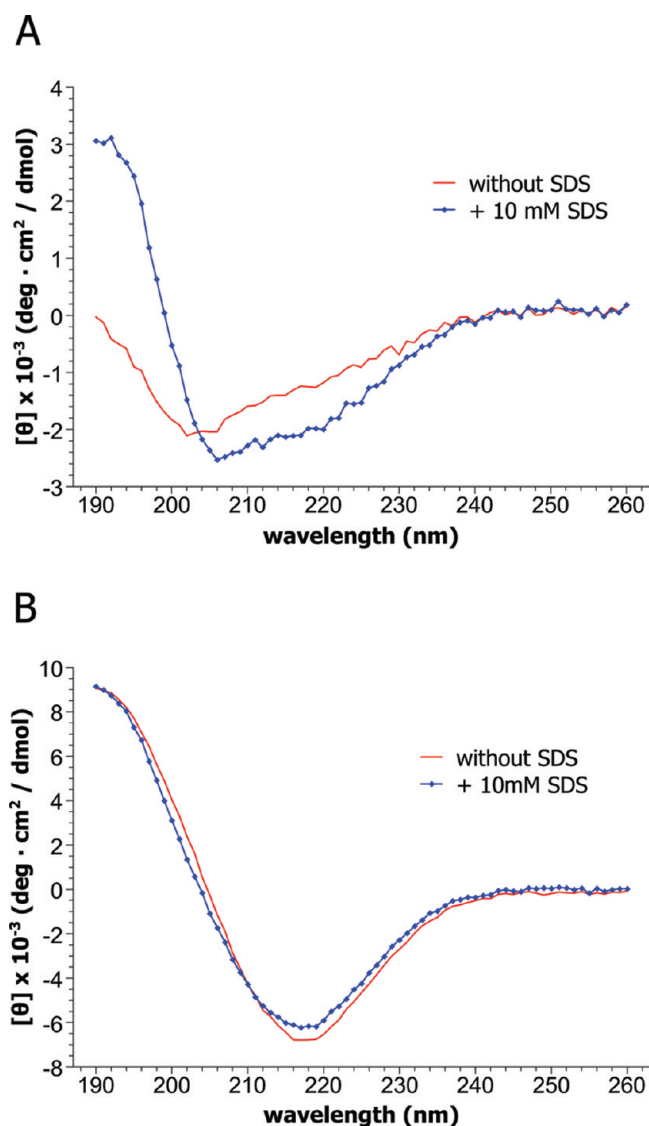 A
4
3
2
1
0
-1
-2
-3
[θ] x 10⁻³ (deg · cm² / dmol)
without SDS
+ 10 mM SDS
190 200 210 220 230 240 250 260
wavelength (nm)
B
10
8
6
4
2
0
-2
-4
-6
-8
[θ] x 10⁻³ (deg · cm² / dmol)
without SDS
+ 10mM SDS
190 200 210 220 230 240 250 260
wavelength (nm)